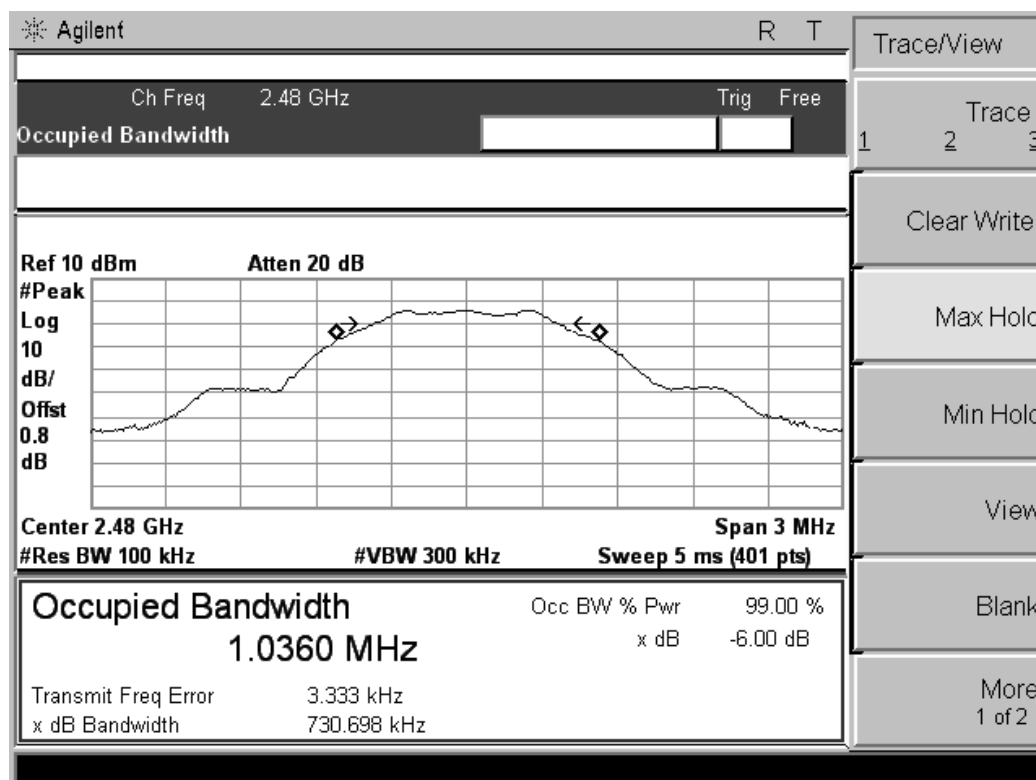 Agilent R T
Trace/View
Ch Freq 2.48 GHz Trig Free
Occupied Bandwidth
Trace
1 2 3
Clear Write
Ref 10 dBm Atten 20 dB
#Peak
Log
10
dB/
Offst
0.8
dB
Max Hold
Min Hold
View
Center 2.48 GHz Span 3 MHz
#Res BW 100 kHz #VBW 300 kHz Sweep 5 ms (401 pts)
Occupied Bandwidth
1.0360 MHz
Occ BW % Pwr 99.00 %
x dB -6.00 dB
Transmit Freq Error 3.333 kHz
x dB Bandwidth 730.698 kHz
Blank
More
1 of 2